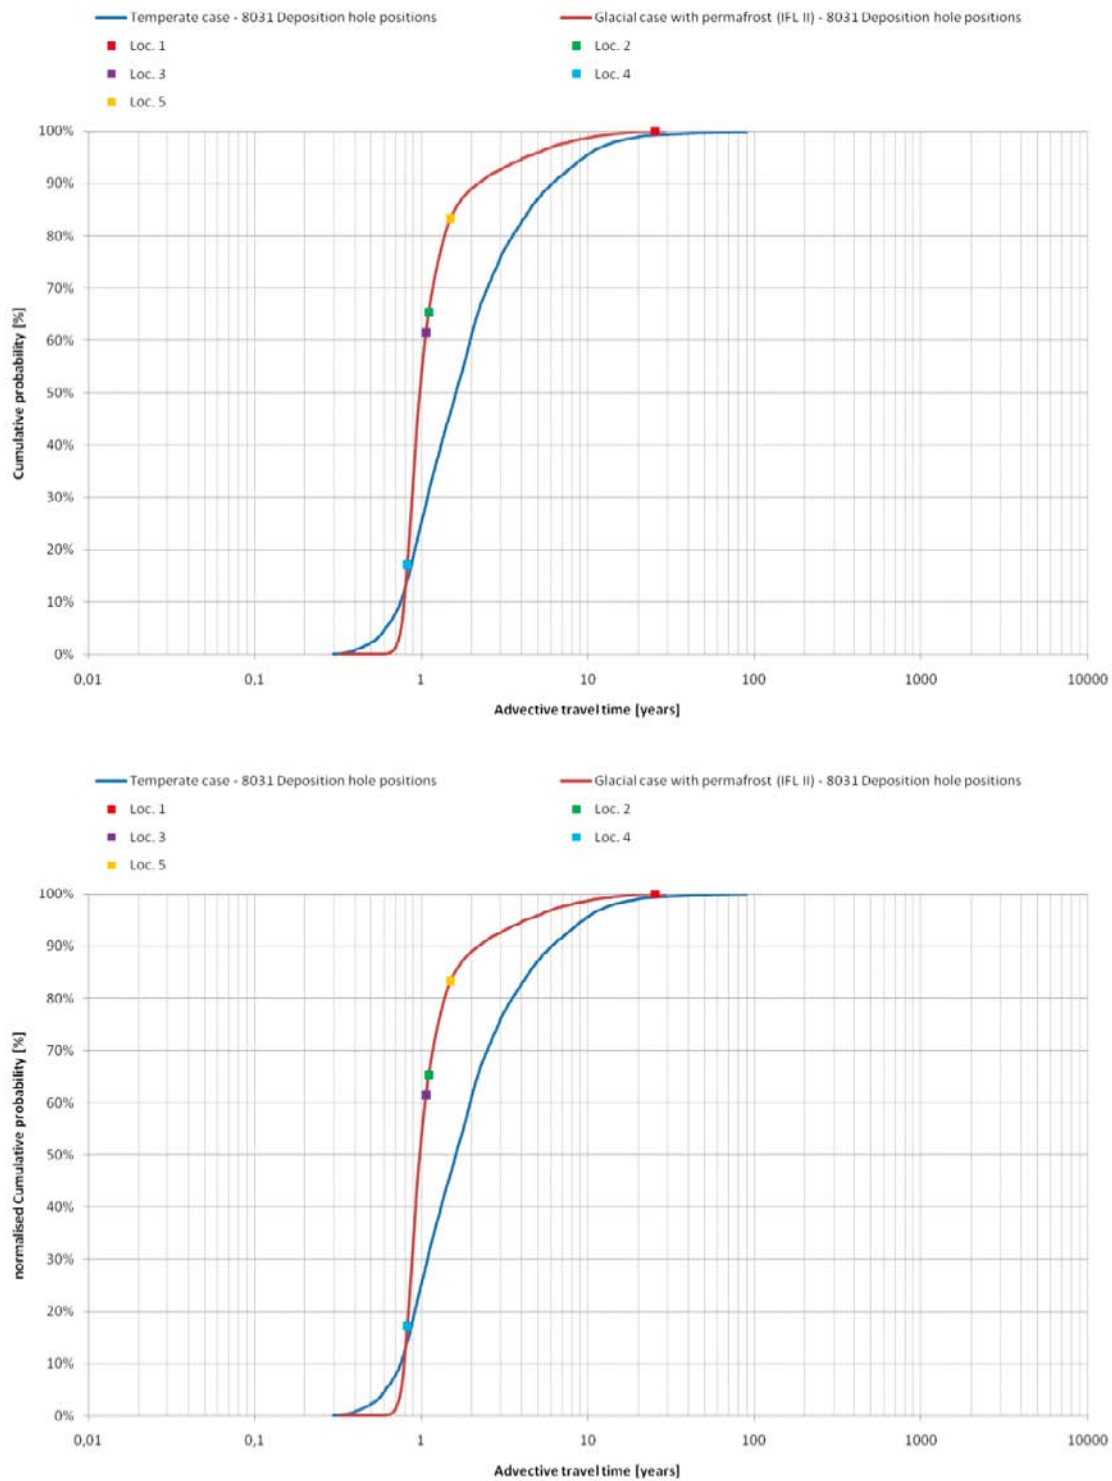 Temperate case - 8031 Deposition hole positions
Glacial case with permafrost (IFL II) - 8031 Deposition hole positions
Loc. 1
Loc. 2
Loc. 3
Loc. 4
Loc. 5
100%
90%
80%
70%
60%
50%
40%
30%
20%
10%
0%
Cumulative probability [%]
0,01 0,1 1 10 100 1000 10000
Advective travel time [years]
Temperate case - 8031 Deposition hole positions
Glacial case with permafrost (IFL II) - 8031 Deposition hole positions
Loc. 1
Loc. 2
Loc. 3
Loc. 4
Loc. 5
100%
90%
80%
70%
60%
50%
40%
30%
20%
10%
0%
normalised Cumulative probability [%]
0,01 0,1 1 10 100 1000 10000
Advective travel time [years]